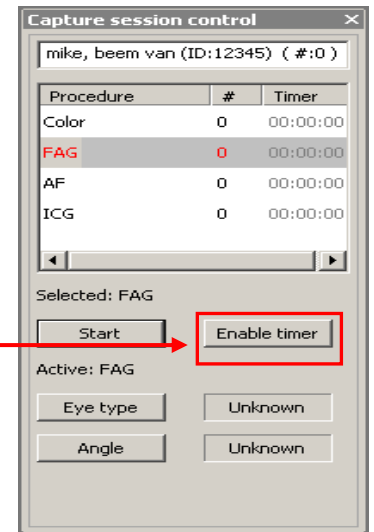 Capture session control ×
mike, beem van (ID:12345) ( #:0 )
Procedure # Timer
Color 0 00:00:00
FAG 0 00:00:00
AF 0 00:00:00
ICG 0 00:00:00
Selected: FAG
Start Enable timer
Active: FAG
Eye type Unknown
Angle Unknown